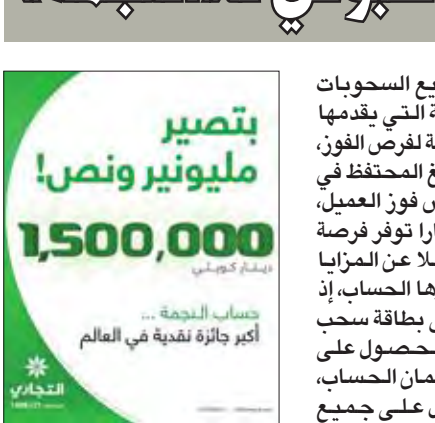 يع السحوبات
ة التي يقدمها
ة لفرص الفوز،
غ المحتفظ في
ص فوز العميل،
ارا توفر فرصة
لا عن المزايا
ها الحساب، إذ
ى بطاقة سحب
حصول على
مان الحساب،
ل على جميع
بتصير
مليونير ونص!
1,500,000
دينار كويتي
حساب النجمة ...
أكبر جائزة نقدية في العالم
التجاري